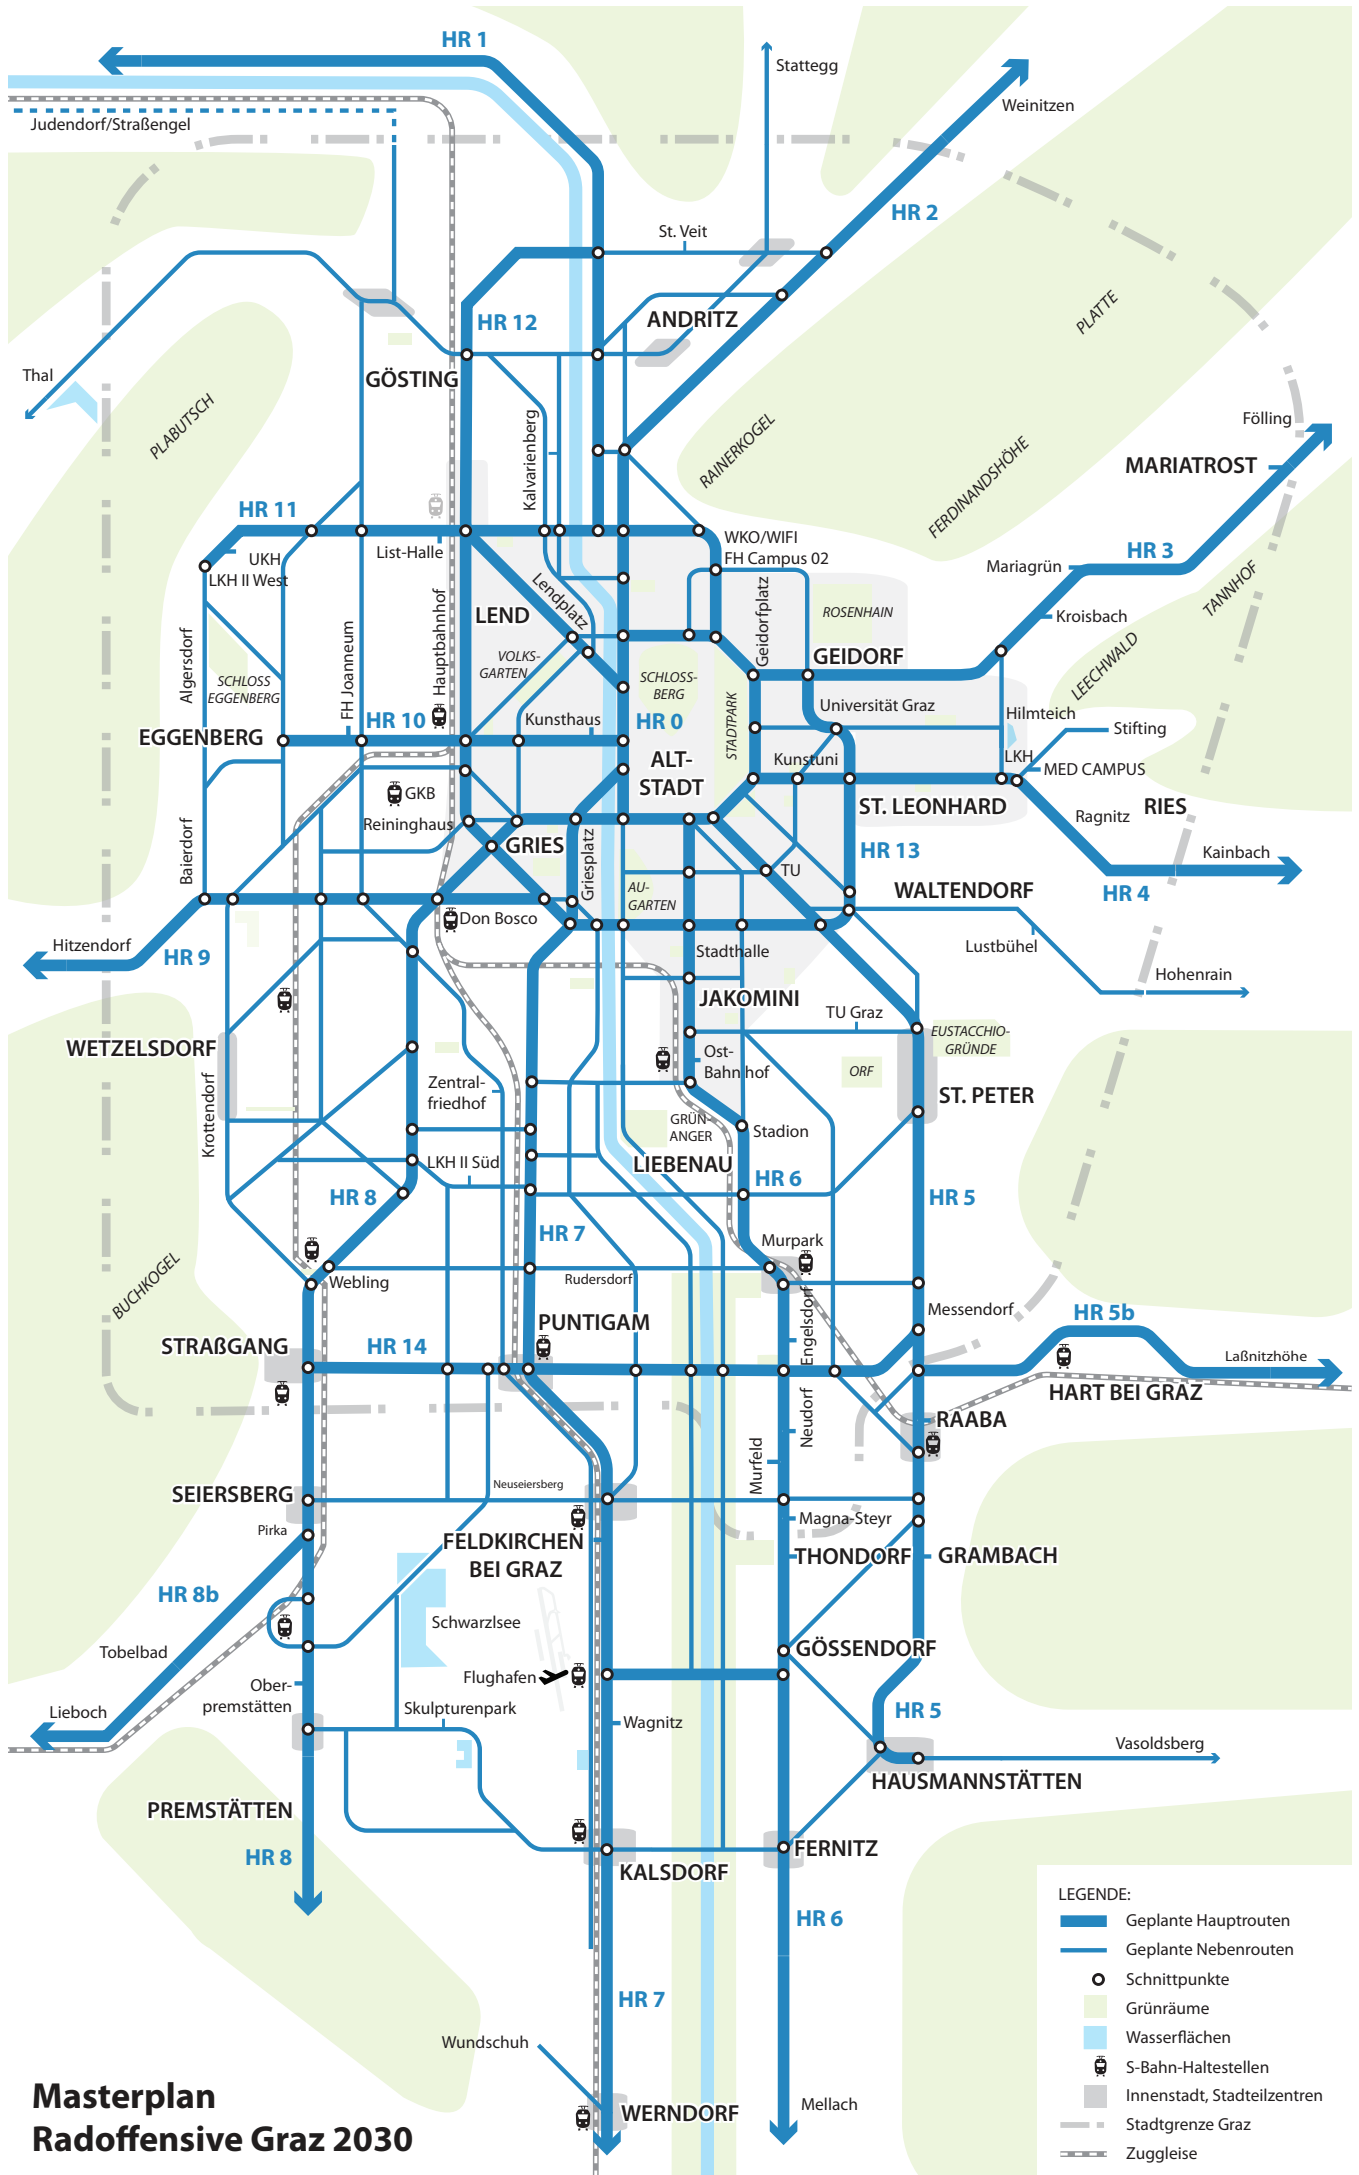 HR 1
Stattegg
Weinitzen
Judendorf/Straßengel
HR 2
St. Veit
HR 12
ANDRITZ
PLATTE
Thal
GÖSTING
PLABUTSCH
Kalvarienberg
RAINERKOGEL
Fölling
MARIATROST
FERDINANDSHÖHE
HR 11
UKH
LKH II West
List-Halle
WKO/WIFI
FH Campus 02
HR 3
Mariagrün
TANNHOF
Lendplatz
LEND
Geidorfplatz
ROSENHAIN
Kroisbach
Algersdorf
FH Joanneum
Hauptbahnhof
VOLKS-
GARTEN
SCHLOSS-
BERG
GEIDORF
LEECHWALD
SCHLOSS
EGGENBERG
STADTPARK
Universität Graz
Hilmteich
HR 10
Kunsthaus
HR 0
Stifting
EGGENBERG
ALT-
STADT
Kunstuni
LKH
MED CAMPUS
GKB
ST. LEONHARD
RIES
Reininghaus
Ragnitz
GRIES
Griesplatz
HR 13
Kainbach
Baierdorf
TU
AU-
GARTEN
WALTENDORF
HR 4
Don Bosco
Hitzendorf
HR 9
Stadthalle
Lustbühel
Hohenrain
JAKOMINI
TU Graz
EUSTACCHIO-
GRÜNDE
WETZELSDORF
Ost-
Bahnhof
ORF
Krottendorf
Zentral-
friedhof
ST. PETER
GRÜN-
ANGER
Stadion
LKH II Süd
LIEBENAU
HR 8
HR 6
HR 5
HR 7
Murpark
BUCHKOGEL
Webling
Rudersdorf
Engelsdorf
Messendorf
HR 5b
PUNTIGAM
STRAßGANG
HR 14
Laßnitzhöhe
HART BEI GRAZ
Neudorf
RAABA
Murfeld
SEIERSBERG
Neuseiersberg
Magna-Steyr
Pirka
FELDKIRCHEN
BEI GRAZ
THONDORF
GRAMBACH
HR 8b
Schwarzlsee
Tobelbad
GÖSSENDORF
Flughafen
Ober-
premstätten
Lieboch
Skulpturenpark
Wagnitz
HR 5
Vasoldsberg
HAUSMANNSTÄTTEN
PREMSTÄTTEN
FERNITZ
HR 8
KALSDORF
HR 6
HR 7
Wundschuh
Mellach
WERNDORF
LEGENDE:
Geplante Hauptrouten
Geplante Nebenrouten
Schnittpunkte
Grünräume
Wasserflächen
S-Bahn-Haltestellen
Innenstadt, Stadteilzentren
Stadtgrenze Graz
Zuggleise
Masterplan
Radoffensive Graz 2030